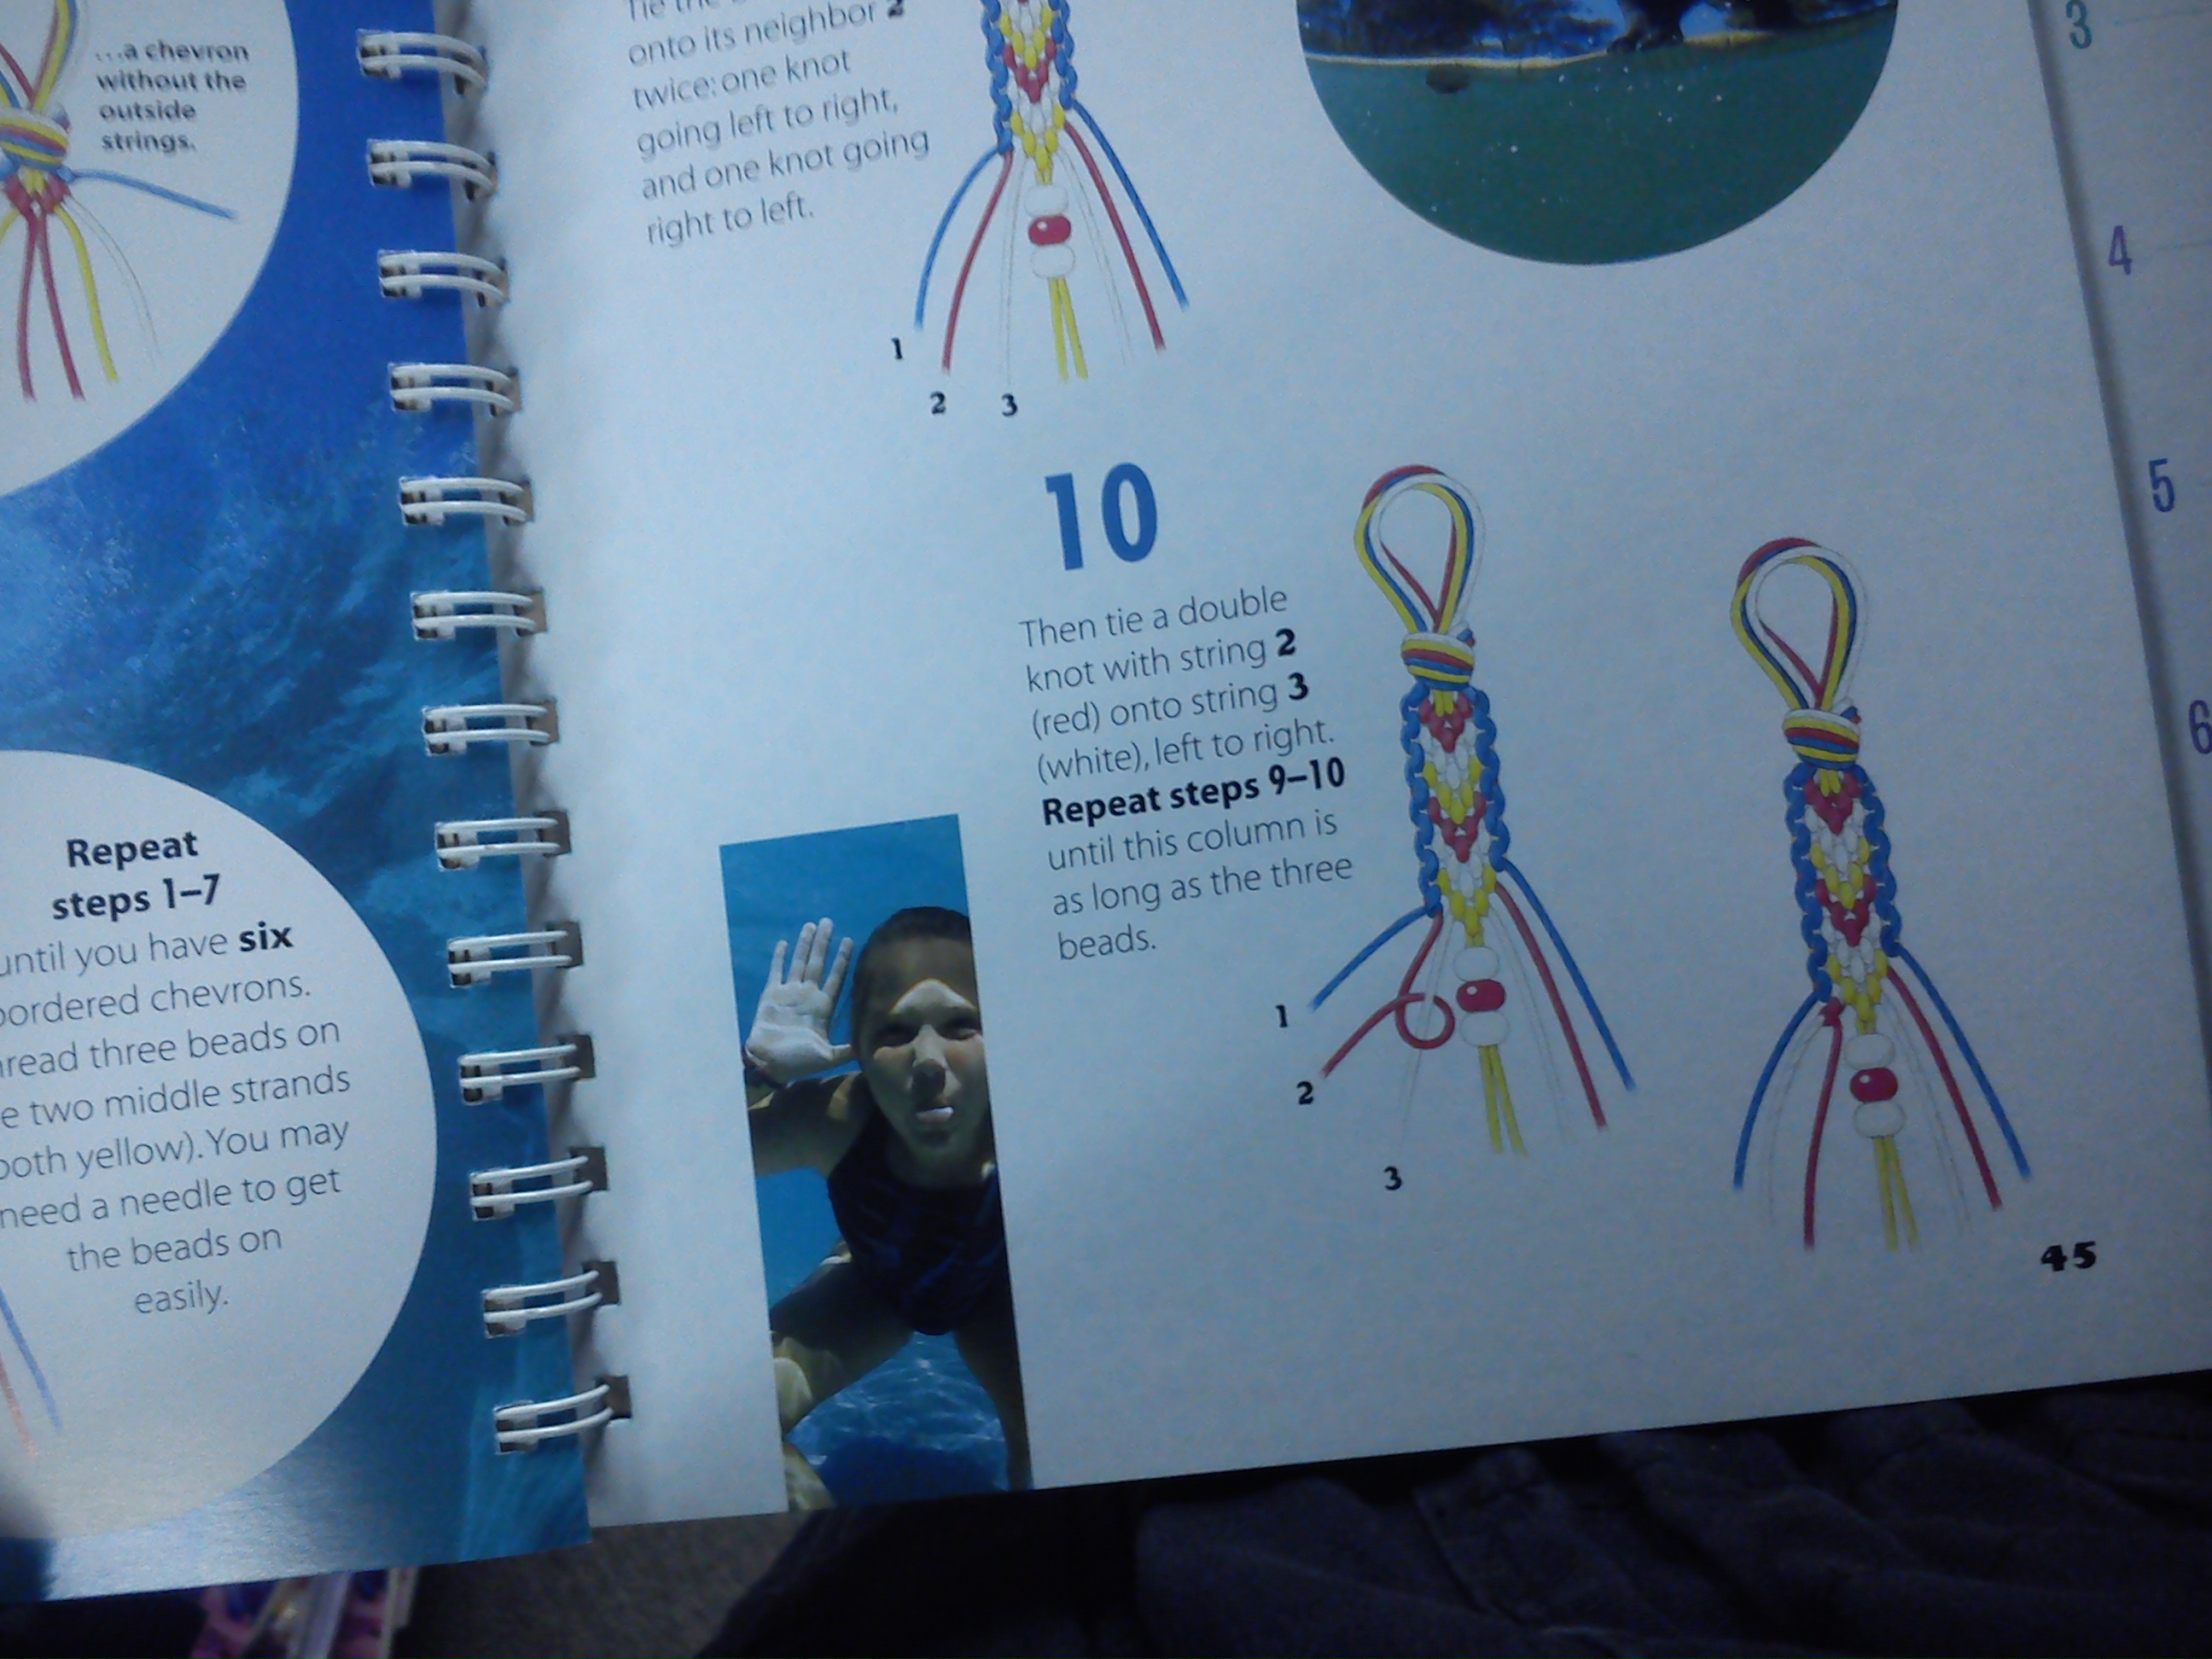 ...a chevron
without the
outside
strings.
Repeat
steps 1–7
until you have six
bordered chevrons.
three beads on
two middle strands
both yellow). You may
need a needle to get
the beads on
easily.
onto its neighbor 2
twice: one knot
going left to right,
and one knot going
right to left.
1
2
3
10
Then tie a double
knot with string 2
(red) onto string 3
(white), left to right.
Repeat steps 9–10
until this column is
as long as the three
beads.
1
2
3
45
3
4
5
6